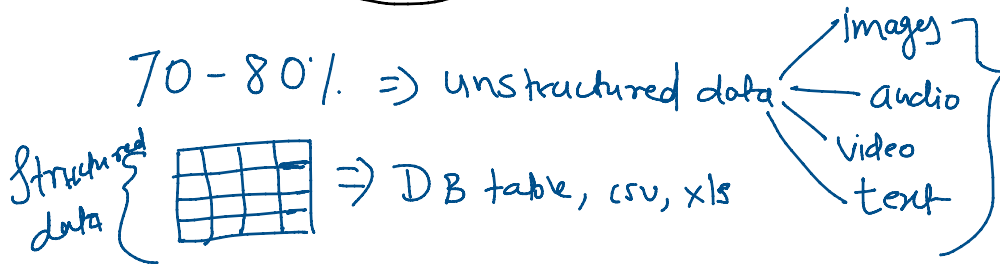 70-80% => unstructured data
images
audio
video
text
Structured data
=> DB table, csv, xls